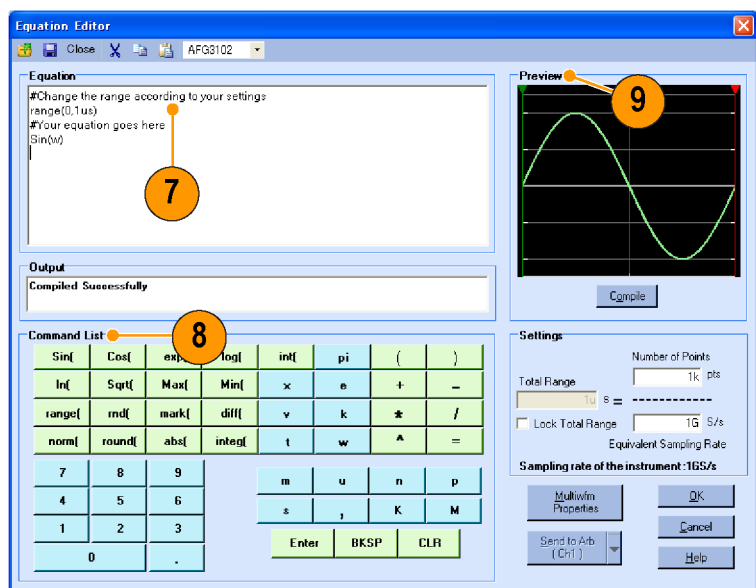 Equation Editor
Close AFG3102
Equation
#Change the range according to your settings
range(0,1us)
#Your equation goes here
Sin(w)
7
Preview
9
Compile
Output
Compiled Successfully
Command List
8
Sin( Cos( exp( log( int( pi ( )
ln( Sqrt( Max( Min( x e + -
range( rnd( mark( diff( v k * /
norm( round( abs( integ( t w ^ =
7 8 9
4 5 6
1 2 3
0 .
m u n p
s , K M
Enter BKSP CLR
Settings
Number of Points
1k pts
Total Range
1u s = ------------
Lock Total Range 1G S/s
Equivalent Sampling Rate
Sampling rate of the instrument :1GS/s
Multiwfm Properties
OK
Cancel
Send to Arb (Ch1)
Help